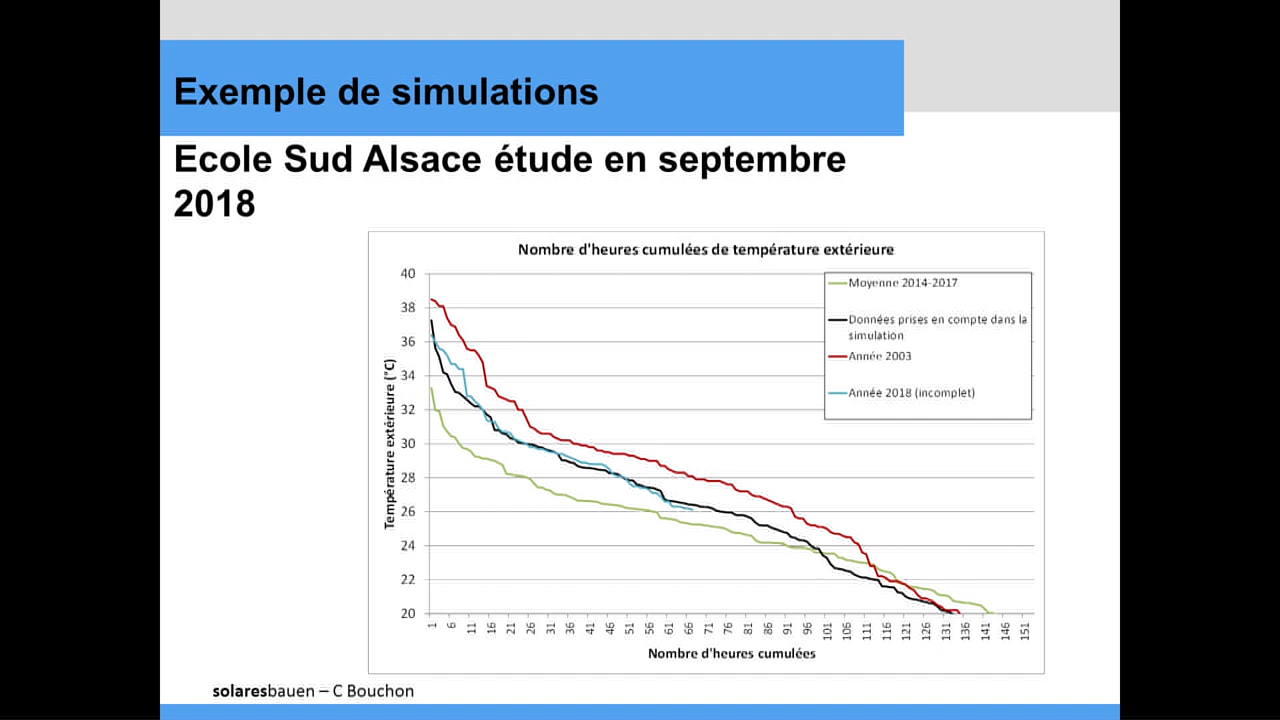 Exemple de simulations
Ecole Sud Alsace étude en septembre
2018
Nombre d'heures cumulées de température extérieure
Température extérieure (°C)
40
38
36
34
32
30
28
26
24
22
20
Moyenne 2014-2017
Données prises en compte dans la
simulation
Année 2003
Année 2018 (incomplet)
1 6 11 16 21 26 31 36 41 46 51 56 61 66 71 76 81 86 91 96 101 106 111 116 121 126 131 136 141 146 151
Nombre d'heures cumulées
solaresbauen – C Bouchon